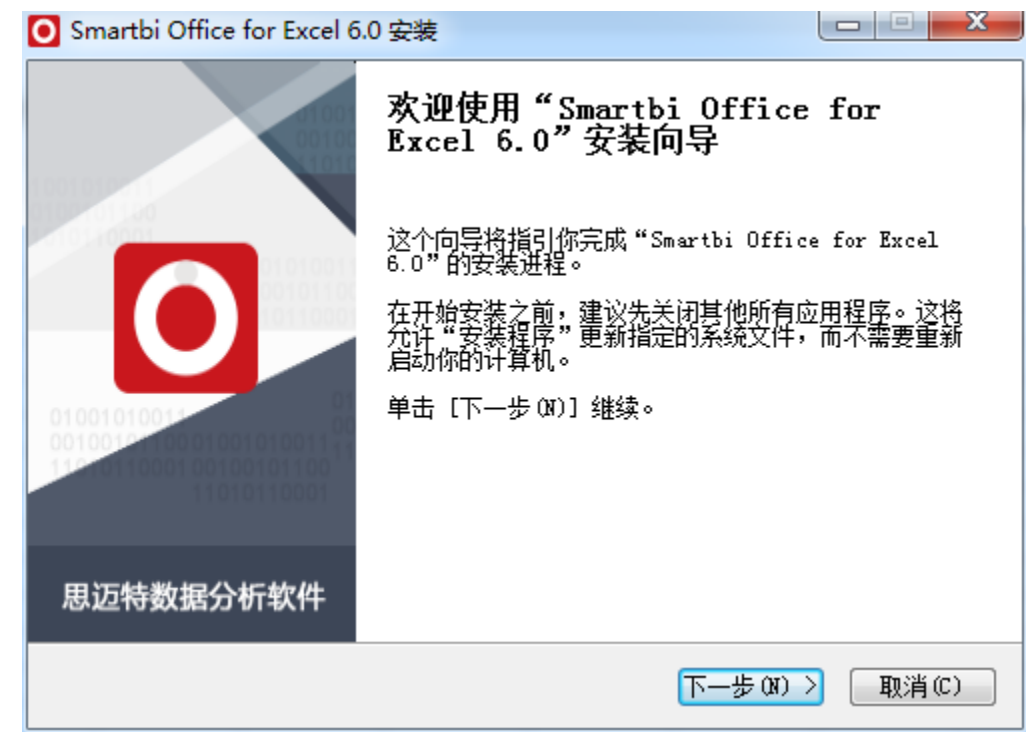 Smartbi Office for Excel 6.0 安装
欢迎使用“Smartbi Office for
Excel 6.0”安装向导
这个向导将指引你完成“Smartbi Office for Excel
6.0”的安装进程。
在开始安装之前，建议先关闭其他所有应用程序。这将
允许“安装程序”更新指定的系统文件，而不需要重新
启动你的计算机。
单击 [下一步(N)] 继续。
思迈特数据分析软件
下一步(N) >
取消(C)